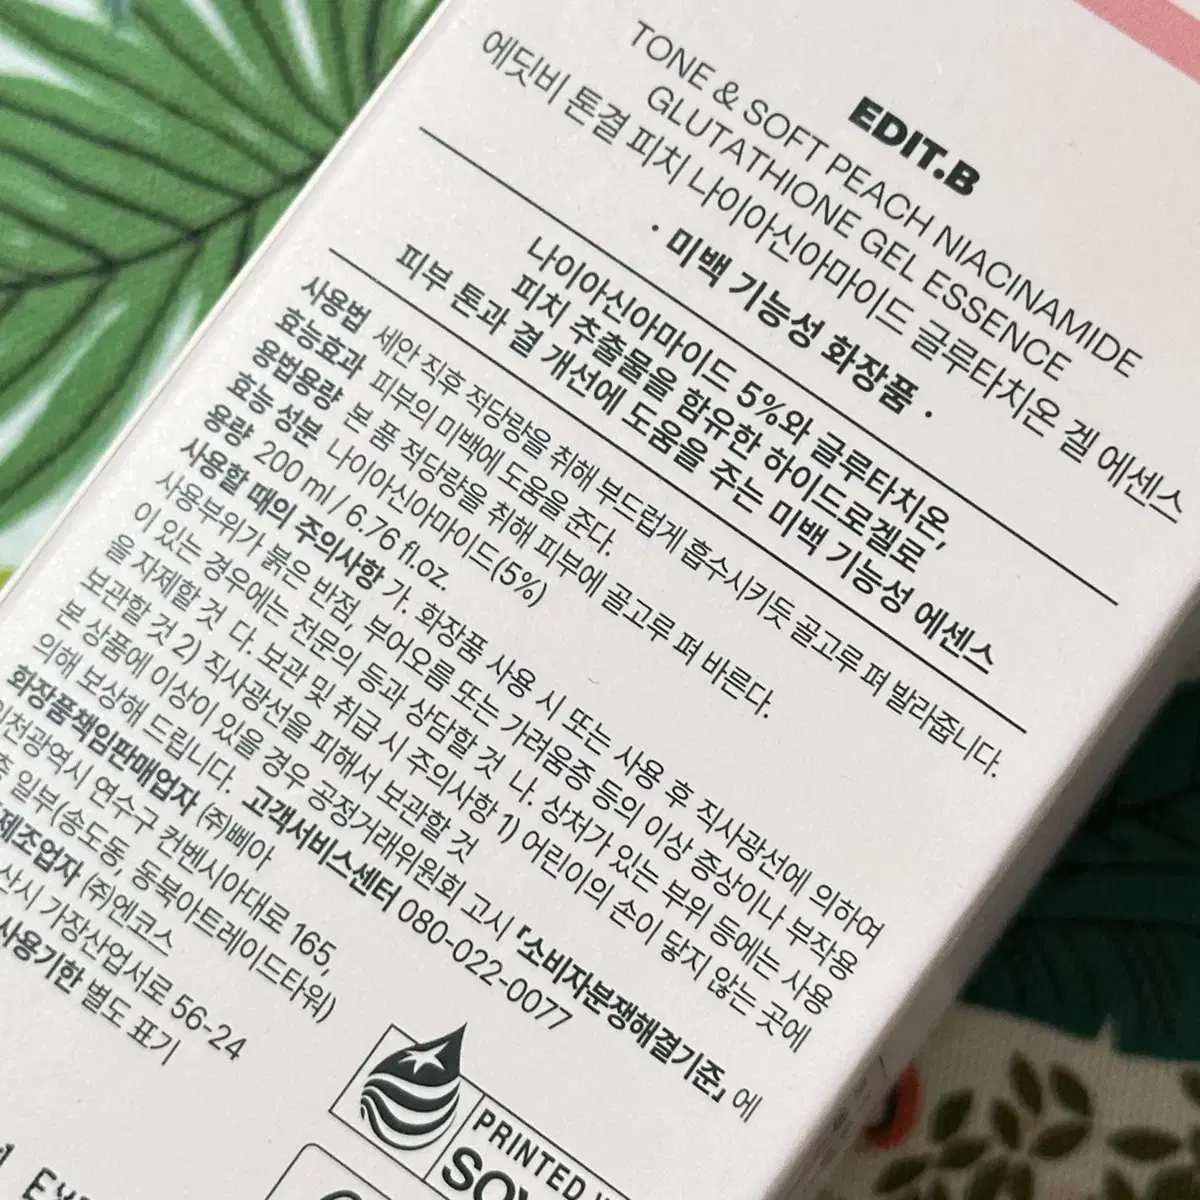 EDIT.B
TONE & SOFT PEACH NIACINAMIDE
GLUTATHIONE GEL ESSENCE
에딧비 톤결 피치 나이아신아마이드 글루타치온 겔 에센스
· 미백 기능성 화장품 ·
나이아신아마이드 5%와 글루타치온,
피치 추출물을 함유한 하이드로겔로
피부 톤과 결 개선에 도움을 주는 미백 기능성 에센스
사용법 세안 직후 적당량을 취해 부드럽게 흡수시키듯 골고루 펴 발라줍니다.
효능효과 피부의 미백에 도움을 준다.
용법용량 본 품 적당량을 취해 피부에 골고루 펴 바른다.
효능 성분 나이아신아마이드(5%)
용량 200 ml / 6.76 fl.oz.
사용할 때의 주의사항 가. 화장품 사용 시 또는 사용 후 직사광선에 의하여
사용부위가 붉은 반점, 부어오름 또는 가려움증 등의 이상 증상이나 부작용
이 있는 경우에는 전문의 등과 상담할 것 나. 상처가 있는 부위 등에는 사용
을 자제할 것 다. 보관 및 취급 시 주의사항 1) 어린이의 손이 닿지 않는 곳에
보관할 것 2) 직사광선을 피해서 보관할 것
본 상품에 이상이 있을 경우 공정거래위원회 고시 「소비자분쟁해결기준」에
의해 보상해 드립니다. 고객서비스센터 080-022-0077
화장품책임판매업자 (주)삐아
인천광역시 연수구 컨벤시아대로 165,
일부(송도동, 동북아트레이드타워)
제조업자 (주)엔코스
산시 가장산업서로 56-24
사용기한 별도 표기
PRINTED
SOY